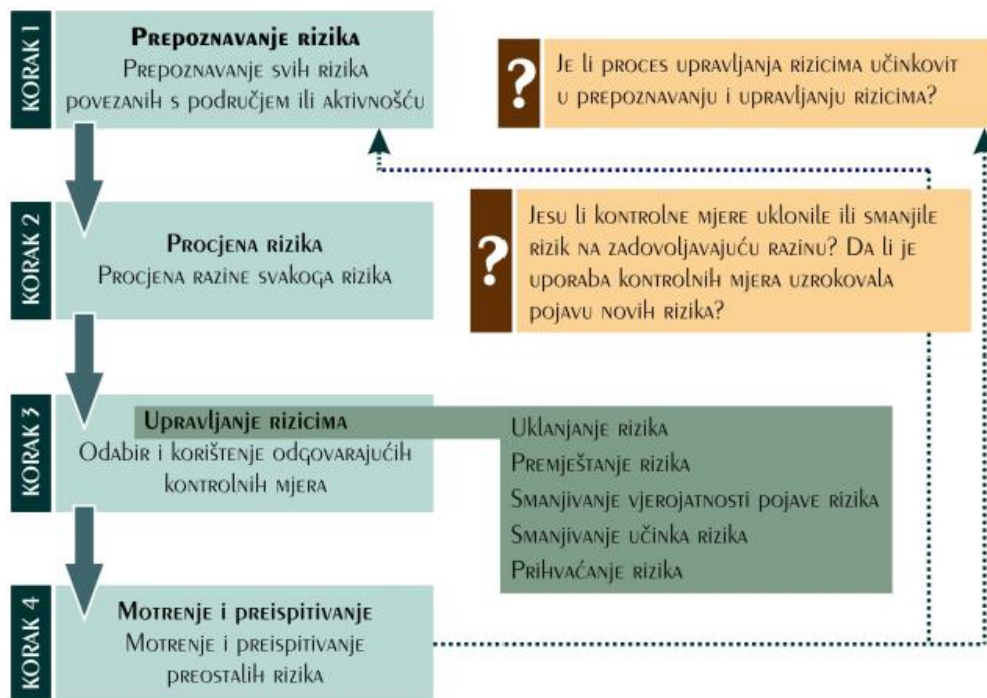 KORAK 1
Prepoznavanje rizika
Prepoznavanje svih rizika
povezanih s područjem ili aktivnošću
?
Je li proces upravljanja rizicima učinkovit
u prepoznavanju i upravljanju rizicima?
KORAK 2
Procjena rizika
Procjena razine svakoga rizika
?
Jesu li kontrolne mjere uklonile ili smanjile
rizik na zadovoljavajuću razinu? Da li je
uporaba kontrolnih mjera uzrokovala
pojavu novih rizika?
KORAK 3
Upravljanje rizicima
Odabir i korištenje odgovarajućih
kontrolnih mjera
Uklanjanje rizika
Premještanje rizika
Smanjivanje vjerojatnosti pojave rizika
Smanjivanje učinka rizika
Prihvaćanje rizika
KORAK 4
Motrenje i preispitivanje
Motrenje i preispitivanje
preostalih rizika